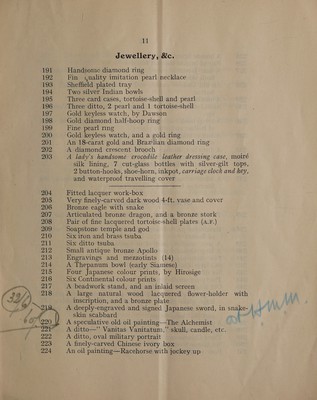 11
Jewellery, &c.
191 Handsome diamond ring
192 Fin quality imitation pearl necklace
193 Sheffield plated tray
194 Two silver Indian bowls
195 Three card cases, tortoise-shell and pearl
196 Three ditto, 2 pearl and 1 tortoise-shell
197 Gold keyless watch, by Dawson
198 Gold diamond half-hoop ring
199 Fine pearl ring
200 Gold keyless watch, and a gold ring
201 An 18-carat gold and Brazilian diamond ring
202 A diamond crescent brooch
203 A lady's handsome crocodile leather dressing case, moiré
silk lining, 7 cut-glass bottles with silver-gilt tops,
2 button-hooks, shoe-horn, inkpot, carriage clock and key,
and waterproof travelling cover
204 Fitted lacquer work-box
205 Very finely-carved dark wood 4-ft. vase and cover
206 Bronze eagle with snake
207 Articulated bronze dragon, and a bronze stork
208 Pair of fine lacquered tortoise-shell plates (A.F.)
209 Soapstone temple and god
210 Six iron and brass tsuba
211 Six ditto tsuba
212 Small antique bronze Apollo
213 Engravings and mezzotints (14)
214 A Thepanum bowl (early Siamese)
215 Four Japanese colour prints, by Hirosige
216 Six Continental colour prints
217 A beadwork stand, and an inlaid screen
218 A large natural wood lacquered flower-holder with
inscription, and a bronze plate
219 A deeply-engraved and signed Japanese sword, in snake-
skin scabbard
220 A speculative old oil painting—The Alchemist
221 A ditto—" Vanitas Vanitatum," skull, candle, etc.
222 A ditto, oval military portrait
223 A finely-carved Chinese ivory box
224 An oil painting—Racehorse with jockey up